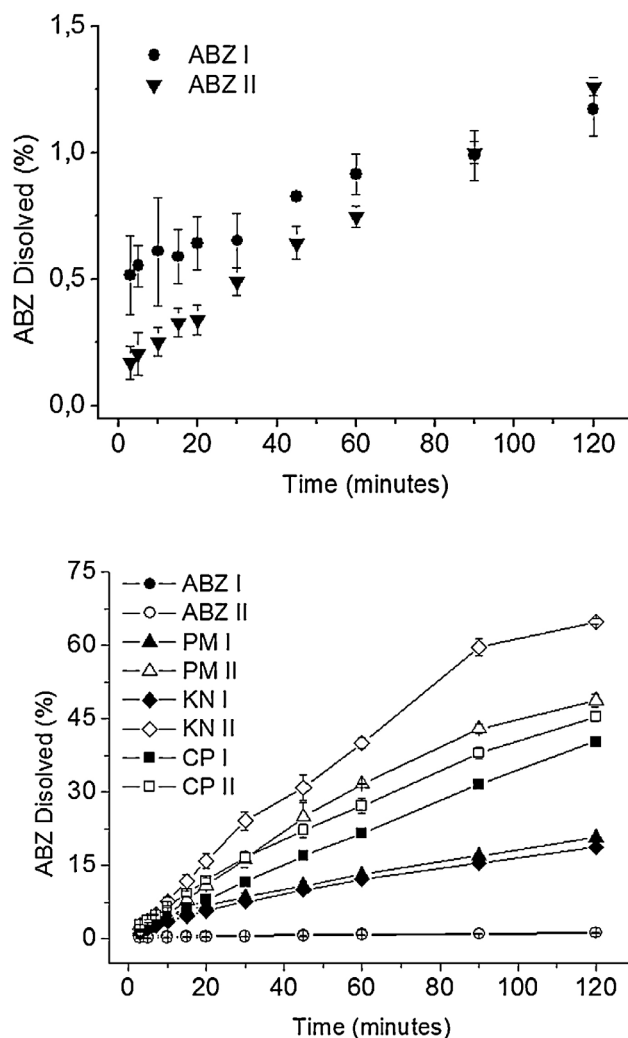 1,5
1,0
0,5
0,0
ABZ Disolved (%)
ABZ I
ABZ II
0 20 40 60 80 100 120
Time (minutes)
75
60
45
30
15
0
ABZ Disolved (%)
ABZ I
ABZ II
PM I
PM II
KN I
KN II
CP I
CP II
0 20 40 60 80 100 120
Time (minutes)